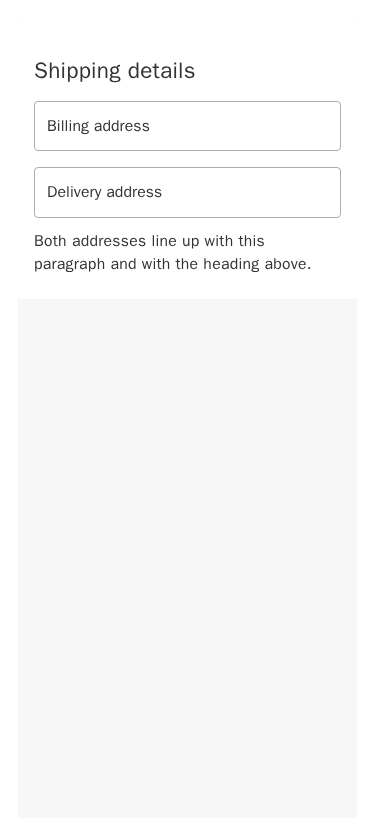 Shipping details
Billing address
Delivery address
Both addresses line up with this
paragraph and with the heading above.